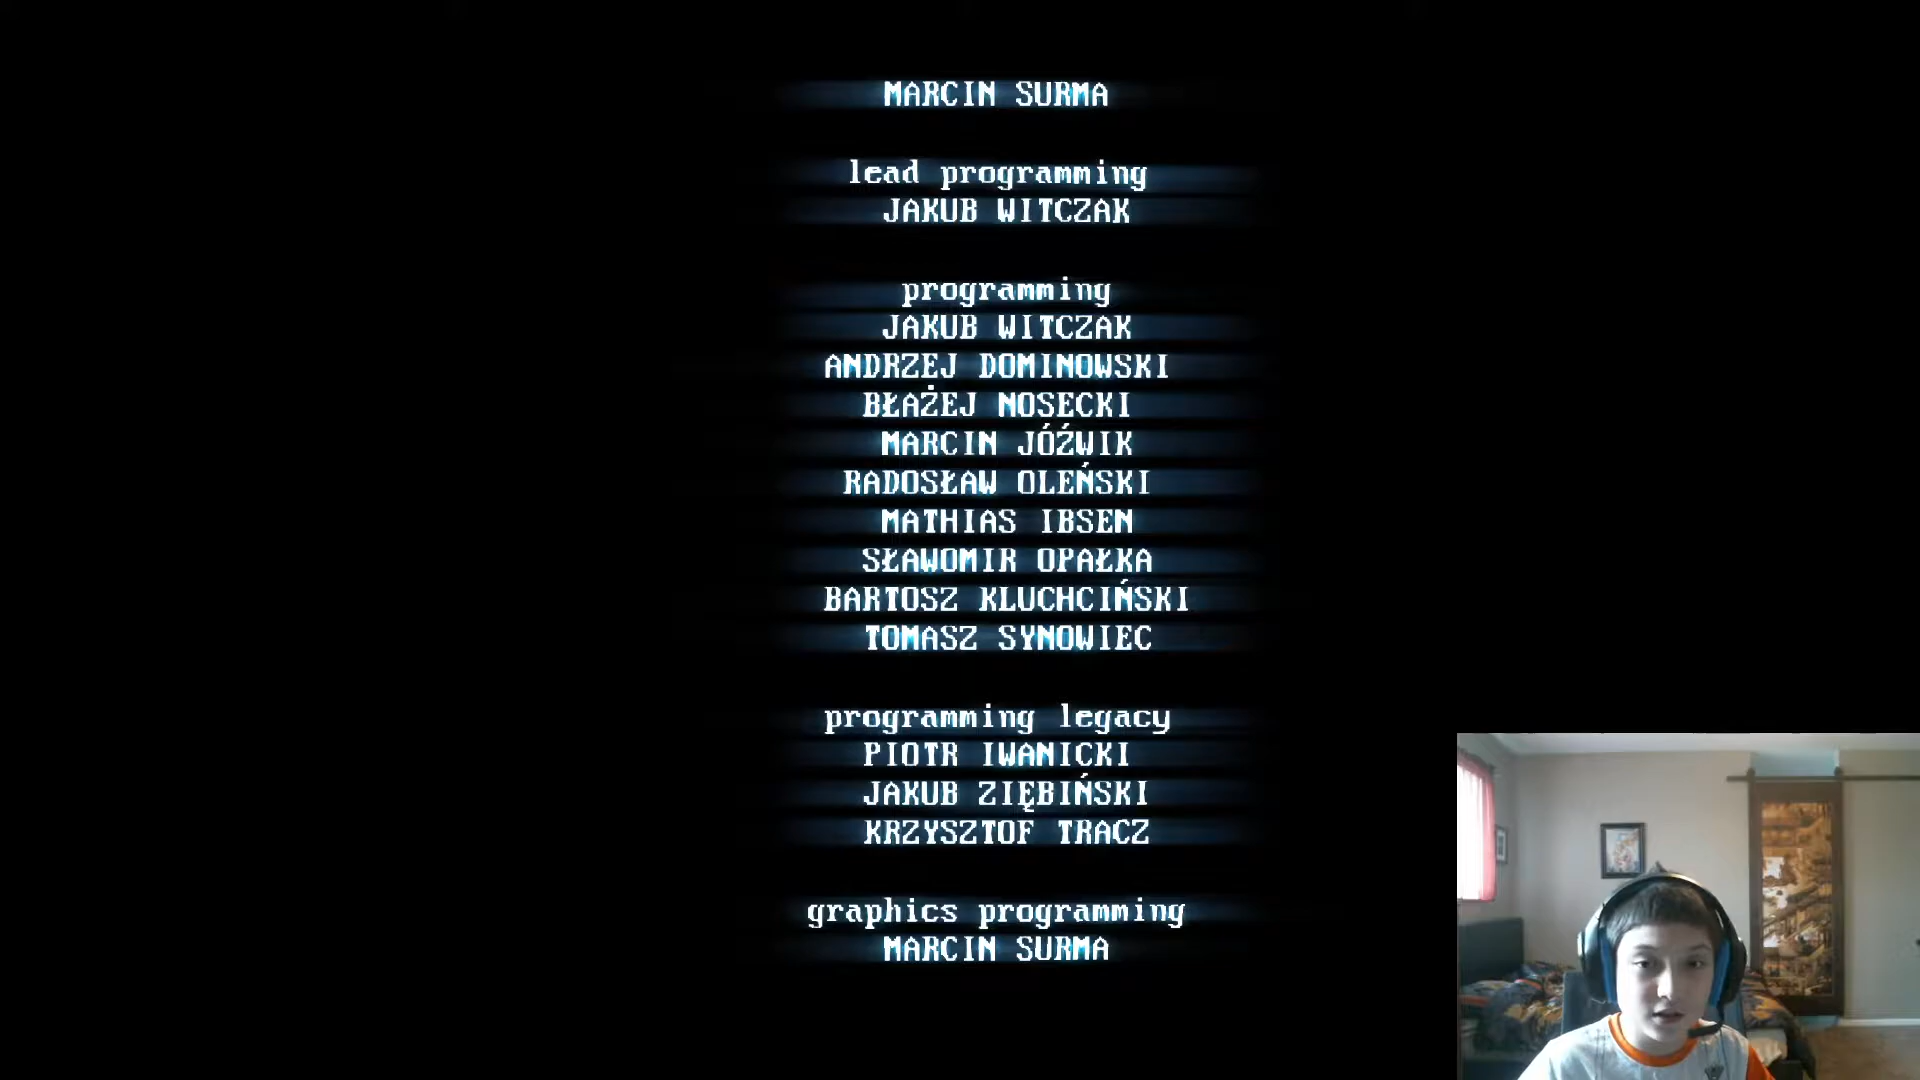 MARCIN SURMA
lead programming
JAKUB WITCZAK
programming
JAKUB WITCZAK
ANDRZEJ DOMINOWSKI
BŁAŻEJ NOSECKI
MARCIN JÓŹWIK
RADOSŁAW OLEŃSKI
MATHIAS IBSEN
SŁAWOMIR OPAŁKA
BARTOSZ KLUCHCIŃSKI
TOMASZ SYNOWIEC
programming legacy
PIOTR IWANICKI
JAKUB ZIĘBIŃSKI
KRZYSZTOF TRACZ
graphics programming
MARCIN SURMA